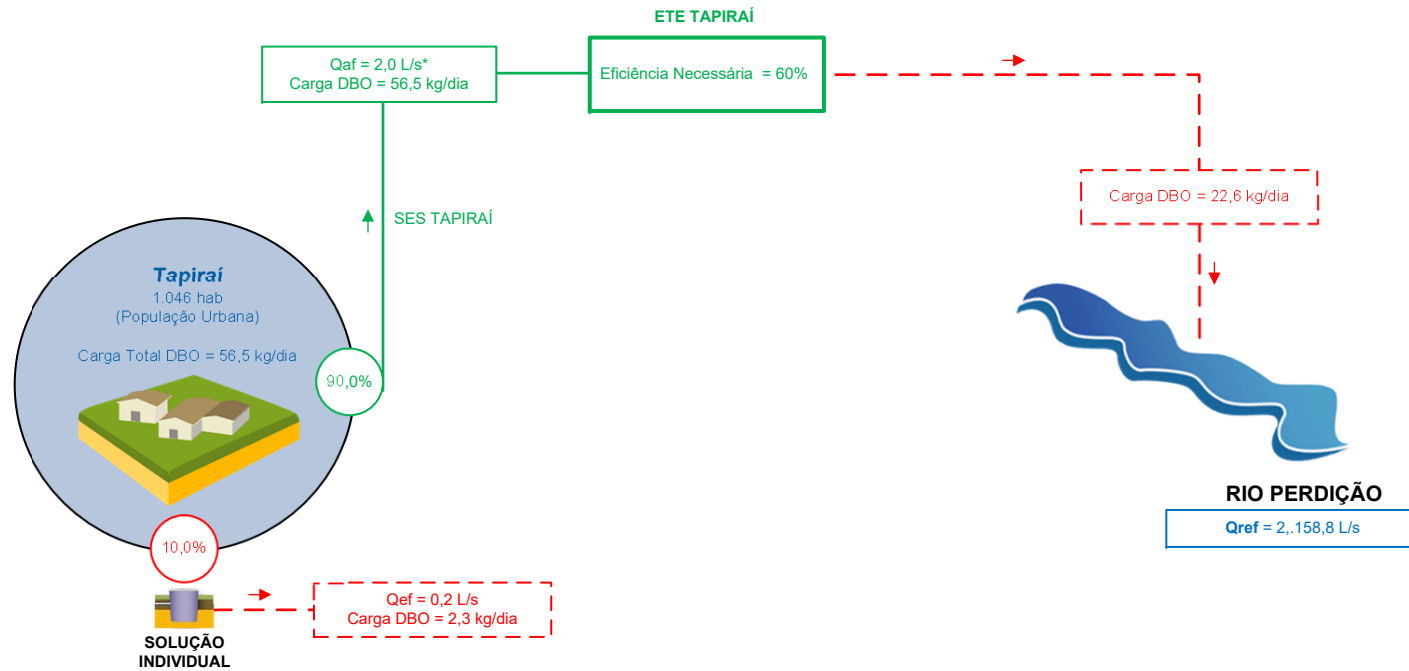 ETE TAPIRAÍ
Qaf = 2,0 L/s*
Carga DBO = 56,5 kg/dia
Eficiência Necessária = 60%
Carga DBO = 22,6 kg/dia
SES TAPIRAÍ
Tapiraí
1.046 hab
(População Urbana)
Carga Total DBO = 56,5 kg/dia
90,0%
RIO PERDIÇÃO
Qref = 2,.158,8 L/s
10,0%
Qef = 0,2 L/s
Carga DBO = 2,3 kg/dia
SOLUÇÃO
INDIVIDUAL